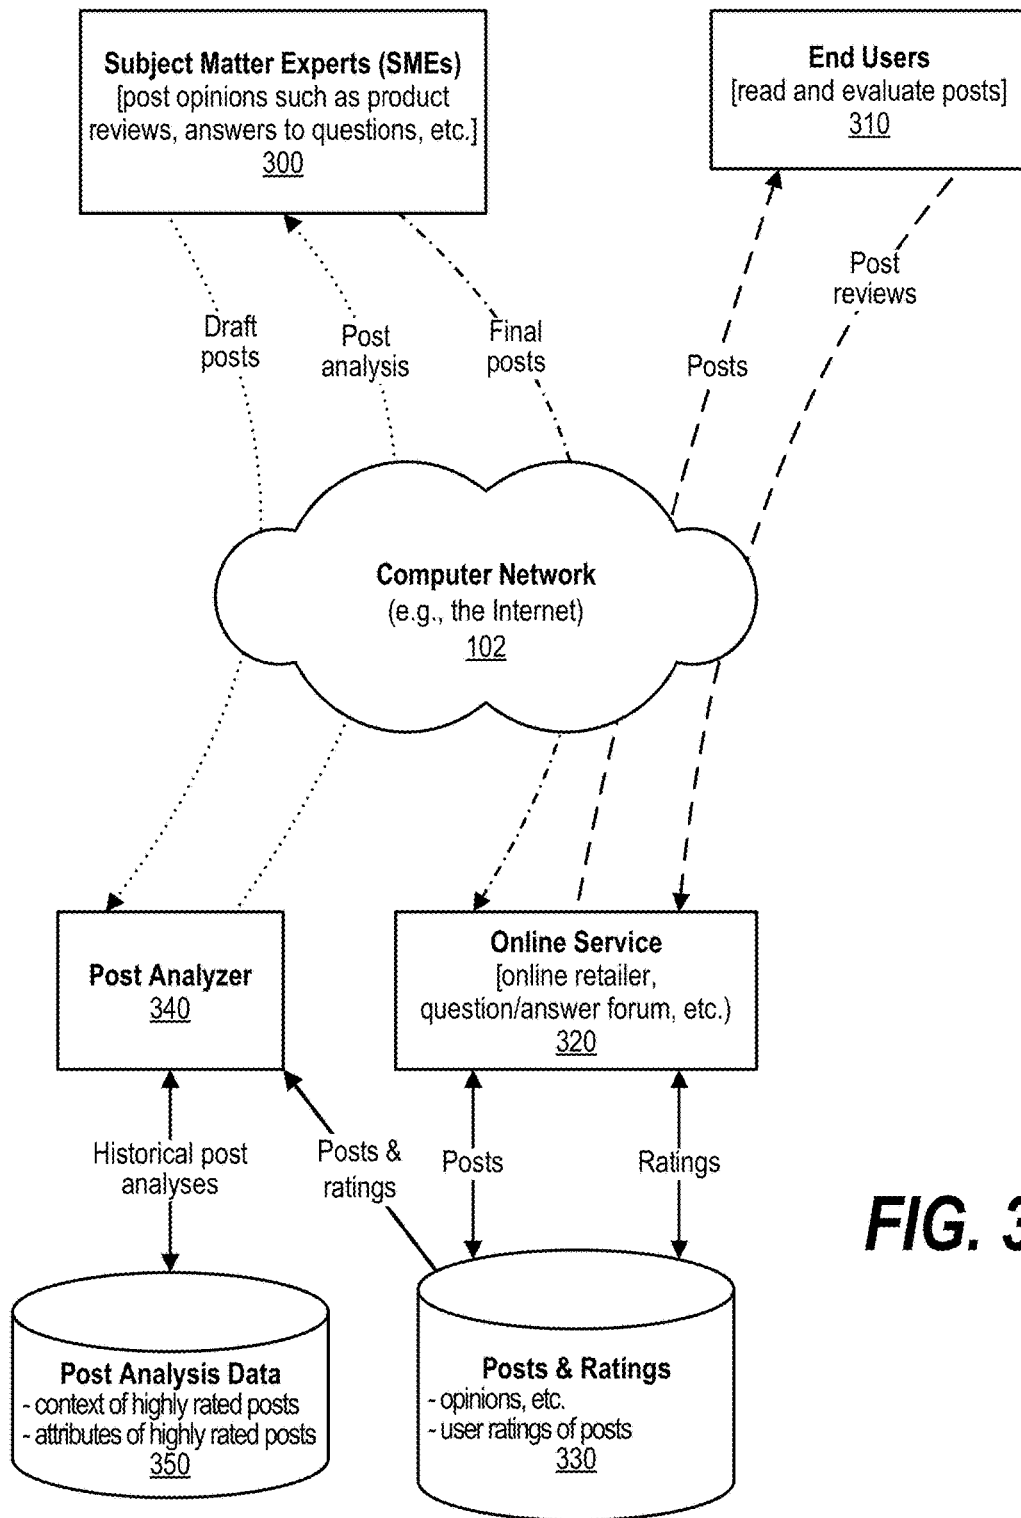 Subject Matter Experts (SMEs)
[post opinions such as product
reviews, answers to questions, etc.]
300
End Users
[read and evaluate posts]
310
Draft
posts
Post
analysis
Final
posts
Posts
Post
reviews
Computer Network
(e.g., the Internet)
102
Post Analyzer
340
Online Service
[online retailer,
question/answer forum, etc.)
320
Historical post
analyses
Posts &
ratings
Posts
Ratings
FIG. 3
Post Analysis Data
- context of highly rated posts
- attributes of highly rated posts
350
Posts & Ratings
- opinions, etc.
- user ratings of posts
330